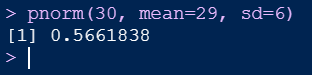 > pnorm(30, mean=29, sd=6)
[1] 0.5661838
>